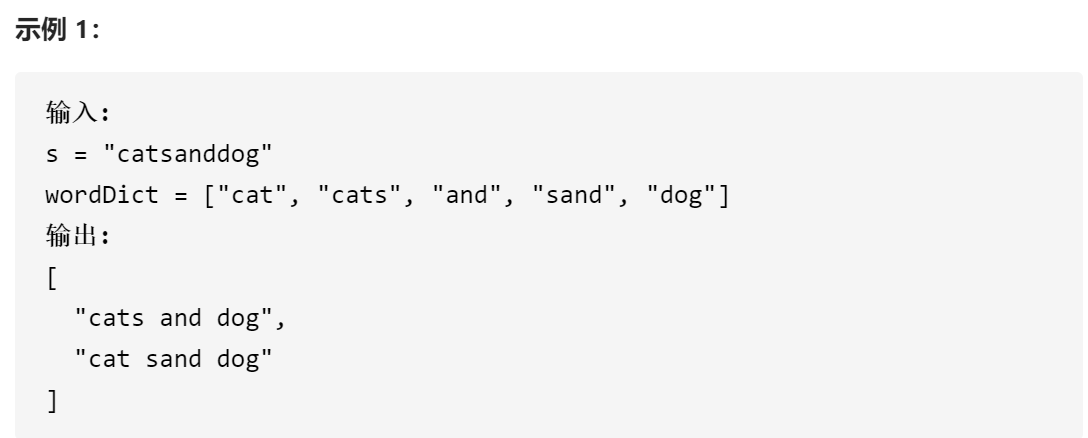 示例 1：
输入:
s = "catsanddog"
wordDict = ["cat", "cats", "and", "sand", "dog"]
输出:
[
  "cats and dog",
  "cat sand dog"
]